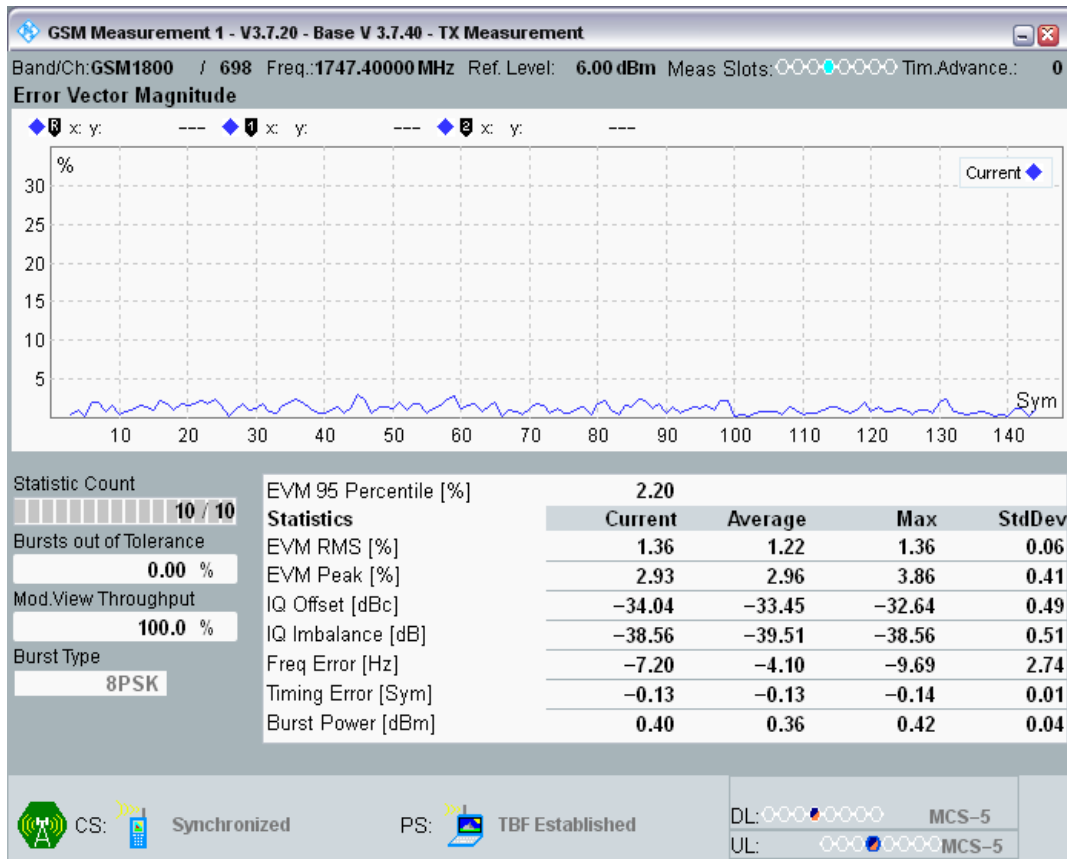 GSM Measurement 1 - V3.7.20 - Base V 3.7.40 - TX Measurement
Band/Ch:GSM1800 / 698 Freq.:1747.40000 MHz Ref. Level: 6.00 dBm Meas Slots: Tim.Advance.: 0
Error Vector Magnitude
R x: y: --- 1 x: y: --- 2 x: y: ---
%
Current
30
25
20
15
10
5
Sym
10 20 30 40 50 60 70 80 90 100 110 120 130 140
Statistic Count
10 / 10
Bursts out of Tolerance
0.00 %
Mod.View Throughput
100.0 %
Burst Type
8PSK
EVM 95 Percentile [%] 2.20
Statistics Current Average Max StdDev
EVM RMS [%] 1.36 1.22 1.36 0.06
EVM Peak [%] 2.93 2.96 3.86 0.41
IQ Offset [dBc] −34.04 −33.45 −32.64 0.49
IQ Imbalance [dB] −38.56 −39.51 −38.56 0.51
Freq Error [Hz] −7.20 −4.10 −9.69 2.74
Timing Error [Sym] −0.13 −0.13 −0.14 0.01
Burst Power [dBm] 0.40 0.36 0.42 0.04
CS: Synchronized PS: TBF Established
DL: MCS−5
UL: MCS−5